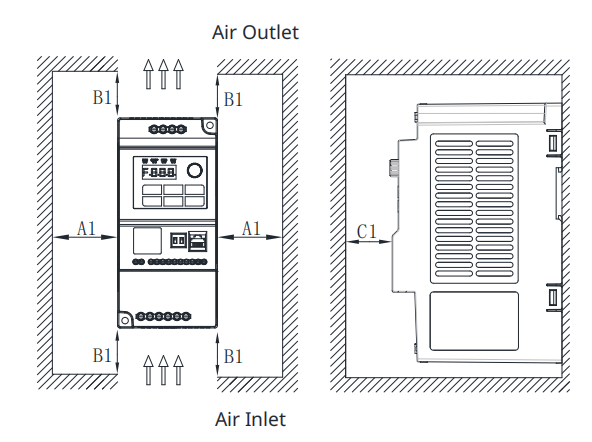 Air Outlet
B1 B1
F.888
A1 A1 C1
B1 B1
Air Inlet